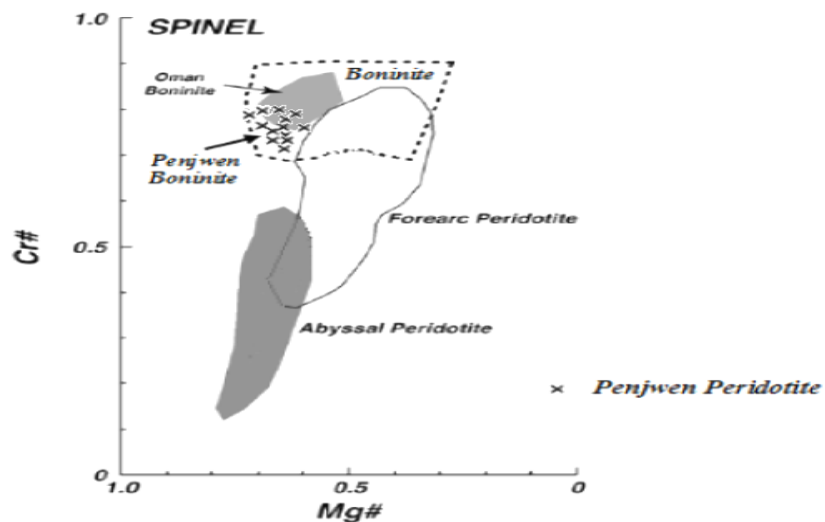 1.0
SPINEL
Oman
Boninite
Boninite
Penjwen
Boninite
Forearc Peridotite
Cr#
0.5
Abyssal Peridotite
× Penjwen Peridotite
0
1.0
0.5
0
Mg#